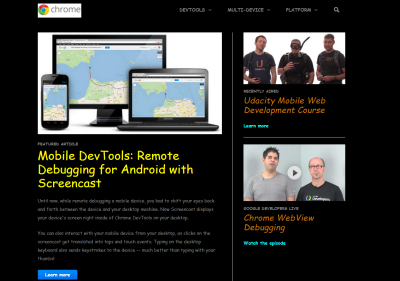 chrome
DEVTOOLS MULTI-DEVICE PLATFORM
FEATURED ARTICLE
Mobile DevTools: Remote
Debugging for Android with
Screencast
Until now, while remote debugging a mobile device, you had to shift your eyes back
and forth between the device and your desktop machine. Now Screencast displays
your device's screen right inside of Chrome DevTools on your desktop.
You can also interact with your mobile device from your desktop, as clicks on the
screencast get translated into taps and touch events. Typing on the desktop
keyboard also sends keystrokes to the device -- much better than typing with your
thumbs!
Learn more
RECENTLY AIRED
Udacity Mobile Web
Development Course
Learn more
GOOGLE DEVELOPERS LIVE
Chrome WebView
Debugging
Watch the episode